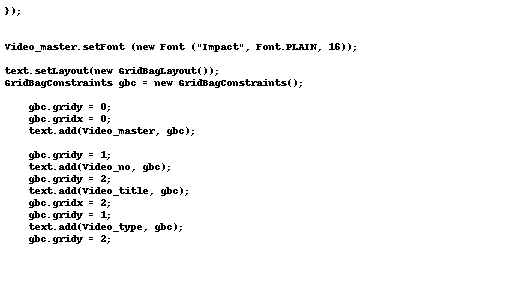 });
Video_master.setFont (new Font ("Impact", Font.PLAIN, 16));
text.setLayout(new GridBagLayout());
GridBagConstraints gbc = new GridBagConstraints();
gbc.gridy = 0;
gbc.gridx = 0;
text.add(Video_master, gbc);
gbc.gridy = 1;
text.add(Video_no, gbc);
gbc.gridy = 2;
text.add(Video_title, gbc);
gbc.gridx = 2;
gbc.gridy = 1;
text.add(Video_type, gbc);
gbc.gridy = 2;